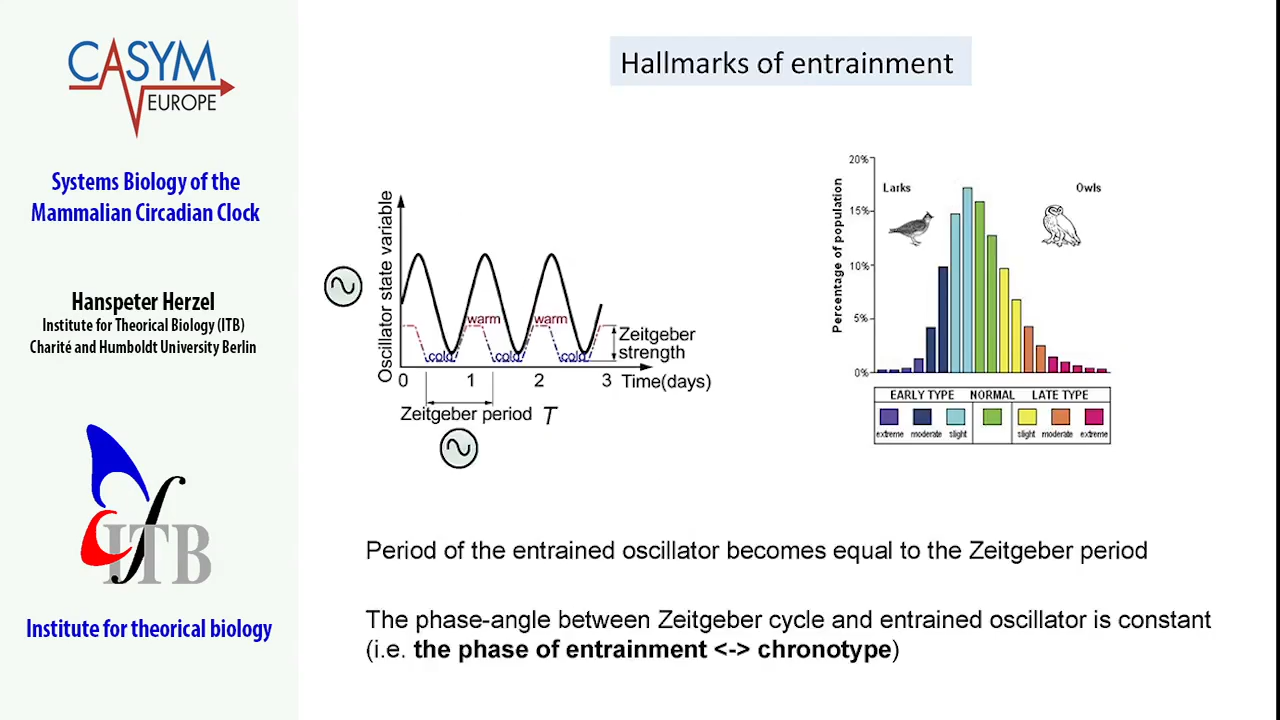 CASYM
EUROPE
Systems Biology of the
Mammalian Circadian Clock
Hanspeter Herzel
Institute for Theorical Biology (ITB)
Charité and Humboldt University Berlin
ITB
Institute for theorical biology
Hallmarks of entrainment
Oscillator state variable
warm
warm
cold
cold
cold
Zeitgeber
strength
0 1 2 3 Time(days)
Zeitgeber period T
Percentage of population
20%
15%
10%
5%
0%
Larks
Owls
EARLY TYPE NORMAL LATE TYPE
extreme moderate slight slight moderate extreme
Period of the entrained oscillator becomes equal to the Zeitgeber period
The phase-angle between Zeitgeber cycle and entrained oscillator is constant
(i.e. the phase of entrainment <-> chronotype)